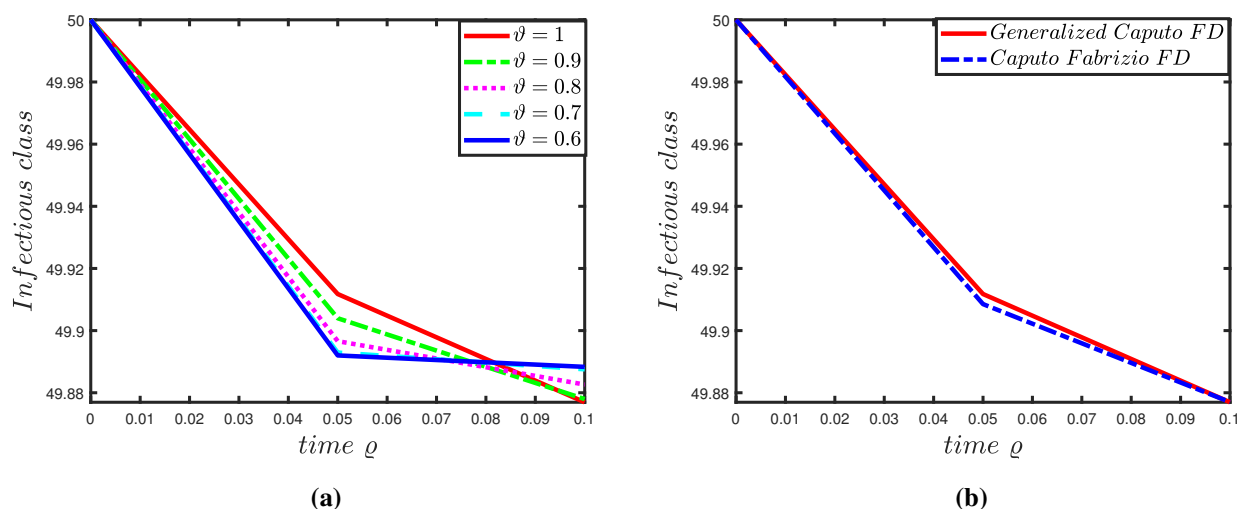 50
49.98
49.96
49.94
49.92
49.9
49.88
Infectious class
0 0.01 0.02 0.03 0.04 0.05 0.06 0.07 0.08 0.09 0.1
time ϱ
ϑ = 1
ϑ = 0.9
ϑ = 0.8
ϑ = 0.7
ϑ = 0.6
(a)
50
49.98
49.96
49.94
49.92
49.9
49.88
Infectious class
0 0.01 0.02 0.03 0.04 0.05 0.06 0.07 0.08 0.09 0.1
time ϱ
Generalized Caputo FD
Caputo Fabrizio FD
(b)